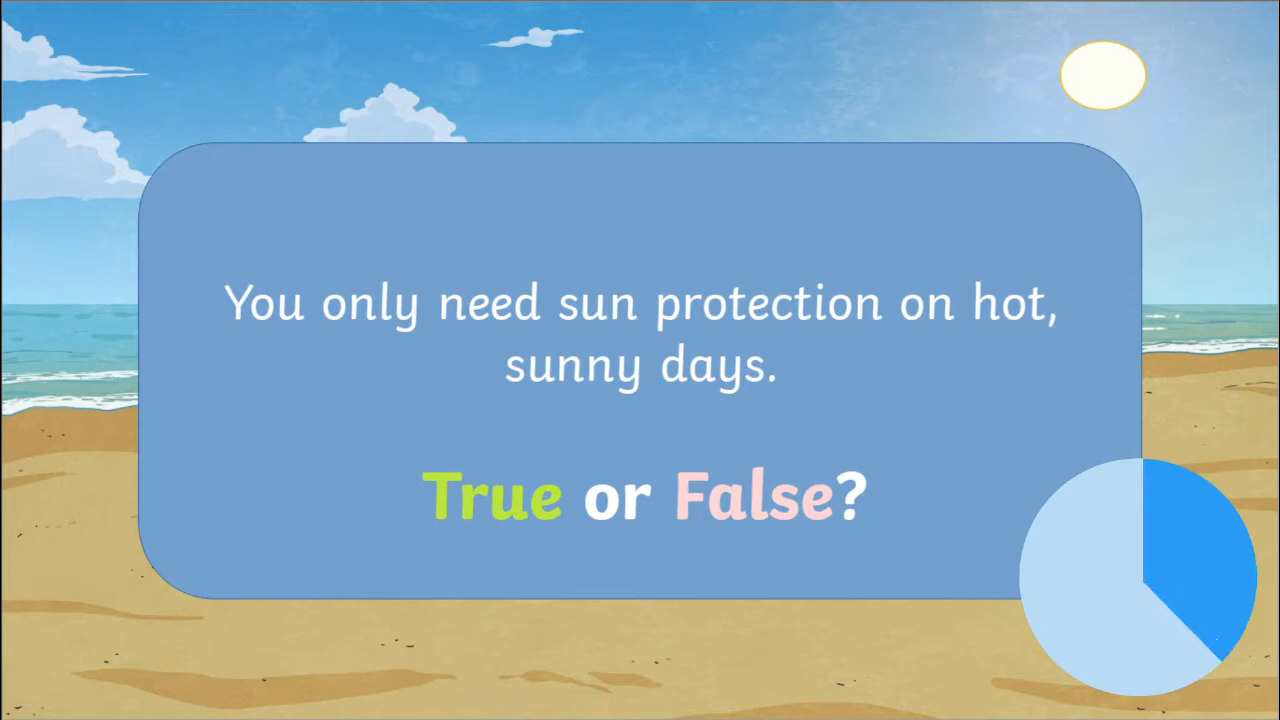 You only need sun protection on hot,
sunny days.
True or False?